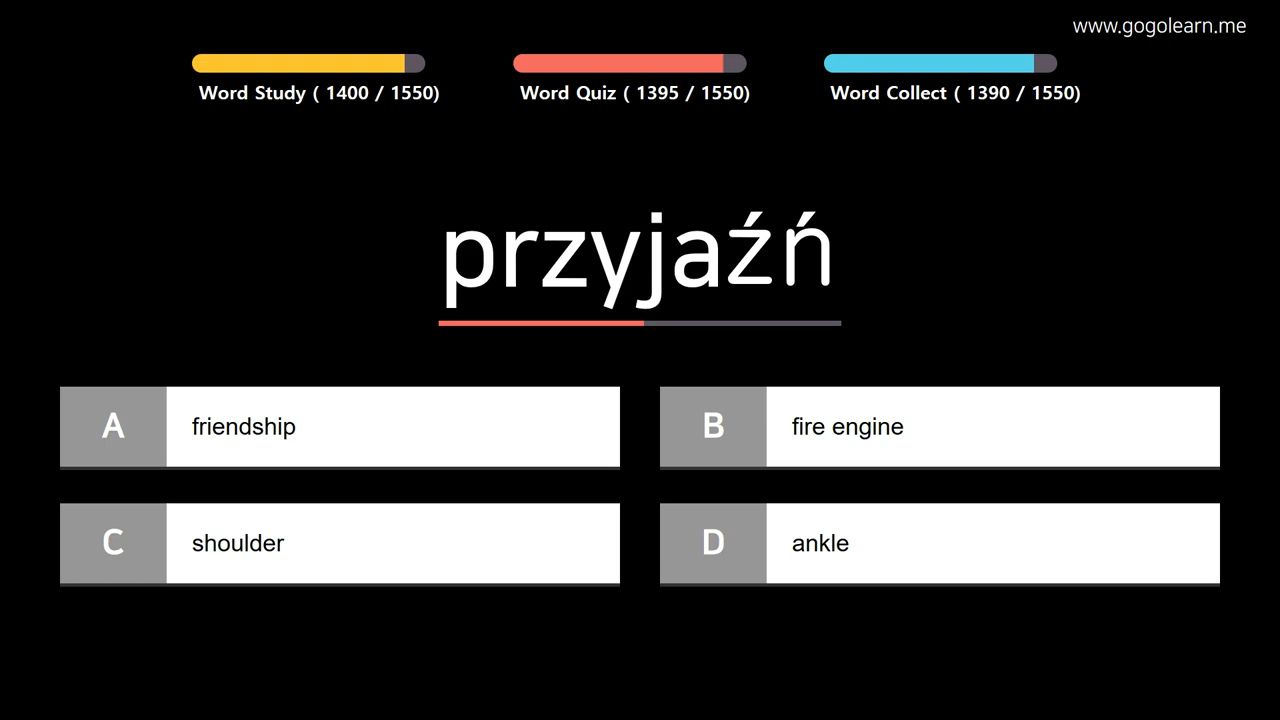 www.gogolearn.me
Word Study ( 1400 / 1550)
Word Quiz ( 1395 / 1550)
Word Collect ( 1390 / 1550)
przyjaźń
A friendship
B fire engine
C shoulder
D ankle